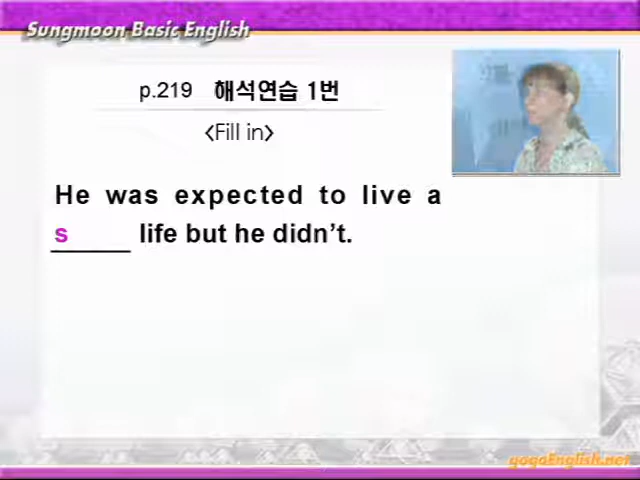 Sungmoon Basic English
p.219 해석연습 1번
<Fill in>
He was expected to live a
s_____ life but he didn't.
gogoEnglish.net